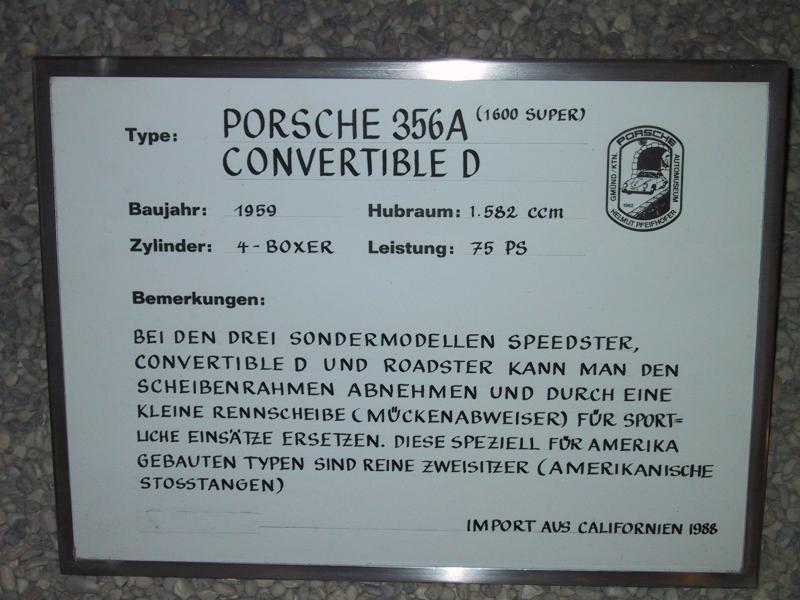 Type: PORSCHE 356A (1600 SUPER)
CONVERTIBLE D
Baujahr: 1959 Hubraum: 1.582 ccm
Zylinder: 4-BOXER Leistung: 75 PS
Bemerkungen:
BEI DEN DREI SONDERMODELLEN SPEEDSTER,
CONVERTIBLE D UND ROADSTER KANN MAN DEN
SCHEIBENRAHMEN ABNEHMEN UND DURCH EINE
KLEINE RENNSCHEIBE (MÜCKENABWEISER) FÜR SPORT=
LICHE EINSÄTZE ERSETZEN. DIESE SPEZIELL FÜR AMERIKA
GEBAUTEN TYPEN SIND REINE ZWEISITZER (AMERIKANISCHE
STOSSTANGEN)
IMPORT AUS CALIFORNIEN 1988
PORSCHE
AUTOMUSEUM
HELMUT PFEIFHOFER
GMÜND/KTN.
1982